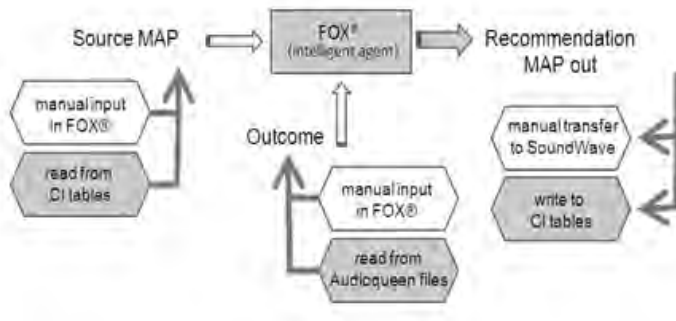 Source MAP
FOX®
(intelligent agent)
Recommendation
MAP out
manual input
in FOX®
read from
CI tables
Outcome
manual input
in FOX®
read from
Audioqueen files
manual transfer
to SoundWave
write to
CI tables